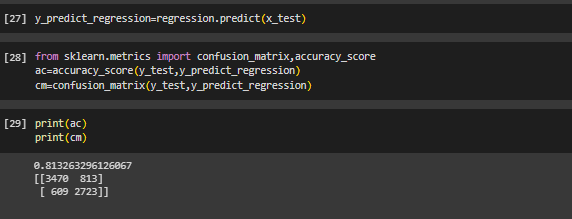 [27] y_predict_regression=regression.predict(x_test)
[28] from sklearn.metrics import confusion_matrix,accuracy_score
ac=accuracy_score(y_test,y_predict_regression)
cm=confusion_matrix(y_test,y_predict_regression)
[29] print(ac)
print(cm)
0.813263296126067
[[3470  813]
 [ 609 2723]]